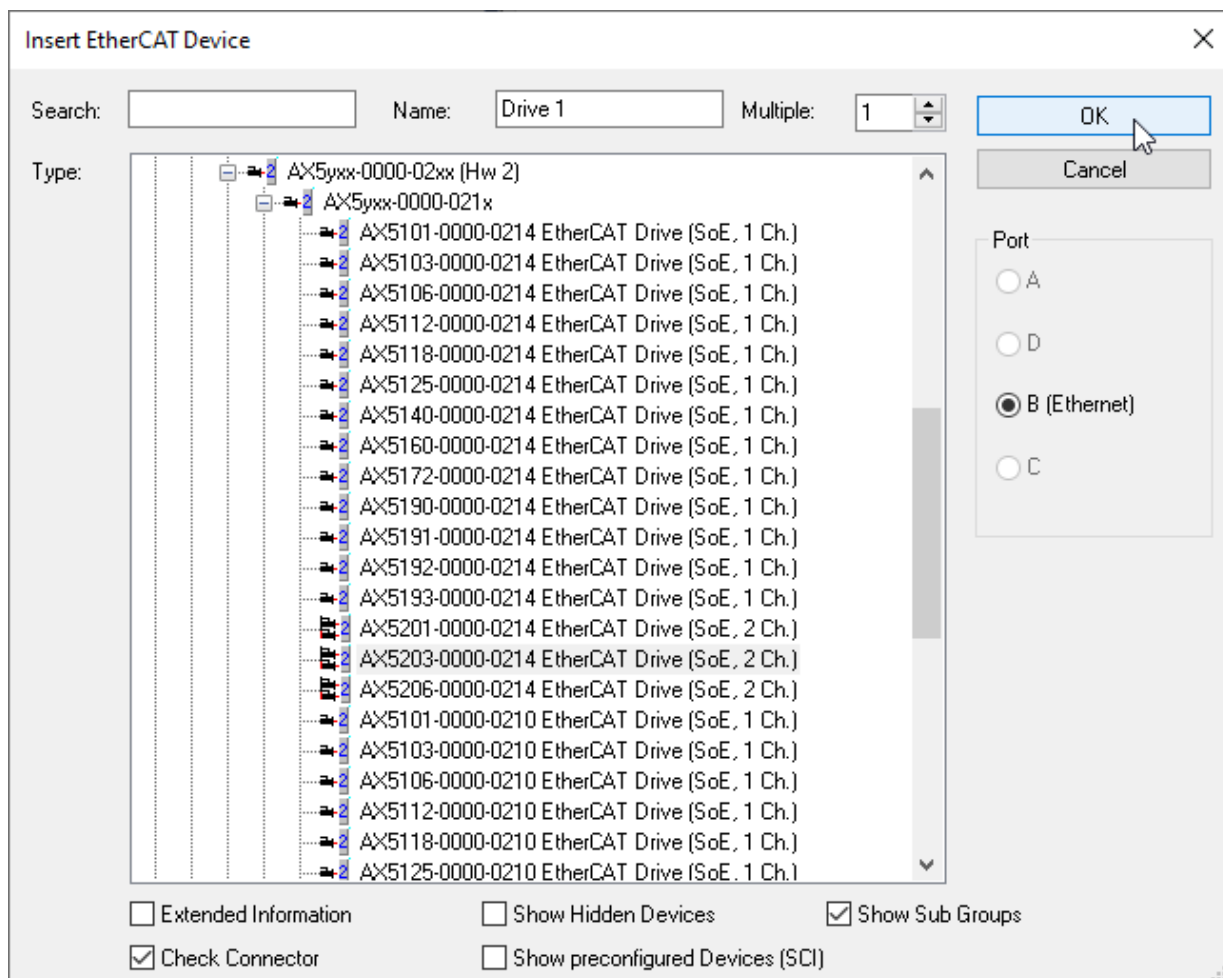 Insert EtherCAT Device
Search: Name: Drive 1 Multiple: 1 OK
Type: Cancel
AX5yxx-0000-02xx (Hw 2)
AX5yxx-0000-021x
AX5101-0000-0214 EtherCAT Drive (SoE, 1 Ch.)
AX5103-0000-0214 EtherCAT Drive (SoE, 1 Ch.)
AX5106-0000-0214 EtherCAT Drive (SoE, 1 Ch.)
AX5112-0000-0214 EtherCAT Drive (SoE, 1 Ch.)
AX5118-0000-0214 EtherCAT Drive (SoE, 1 Ch.)
AX5125-0000-0214 EtherCAT Drive (SoE, 1 Ch.)
AX5140-0000-0214 EtherCAT Drive (SoE, 1 Ch.)
AX5160-0000-0214 EtherCAT Drive (SoE, 1 Ch.)
AX5172-0000-0214 EtherCAT Drive (SoE, 1 Ch.)
AX5190-0000-0214 EtherCAT Drive (SoE, 1 Ch.)
AX5191-0000-0214 EtherCAT Drive (SoE, 1 Ch.)
AX5192-0000-0214 EtherCAT Drive (SoE, 1 Ch.)
AX5193-0000-0214 EtherCAT Drive (SoE, 1 Ch.)
AX5201-0000-0214 EtherCAT Drive (SoE, 2 Ch.)
AX5203-0000-0214 EtherCAT Drive (SoE, 2 Ch.)
AX5206-0000-0214 EtherCAT Drive (SoE, 2 Ch.)
AX5101-0000-0210 EtherCAT Drive (SoE, 1 Ch.)
AX5103-0000-0210 EtherCAT Drive (SoE, 1 Ch.)
AX5106-0000-0210 EtherCAT Drive (SoE, 1 Ch.)
AX5112-0000-0210 EtherCAT Drive (SoE, 1 Ch.)
AX5118-0000-0210 EtherCAT Drive (SoE, 1 Ch.)
AX5125-0000-0210 EtherCAT Drive (SoE, 1 Ch.)
Port
A
D
B (Ethernet)
C
Extended Information Show Hidden Devices Show Sub Groups
Check Connector Show preconfigured Devices (SCI)